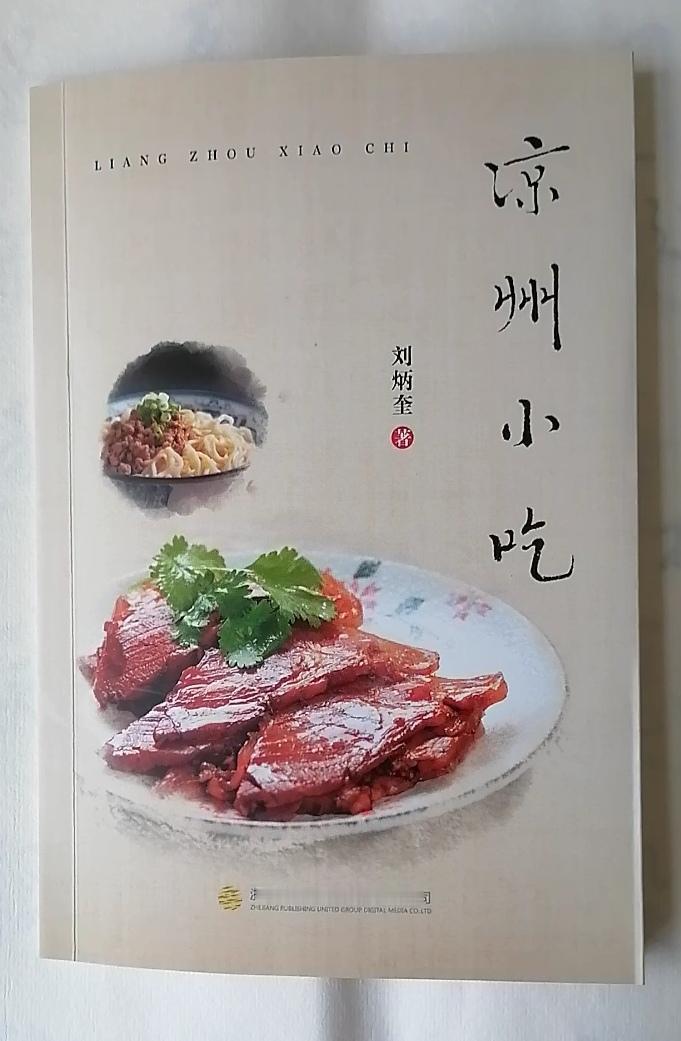 LIANG ZHOU XIAO CHI
凉州小吃
刘炳奎 著
ZHEJIANG PUBLISHING UNITED GROUP DIGITAL MEDIA CO.,LTD